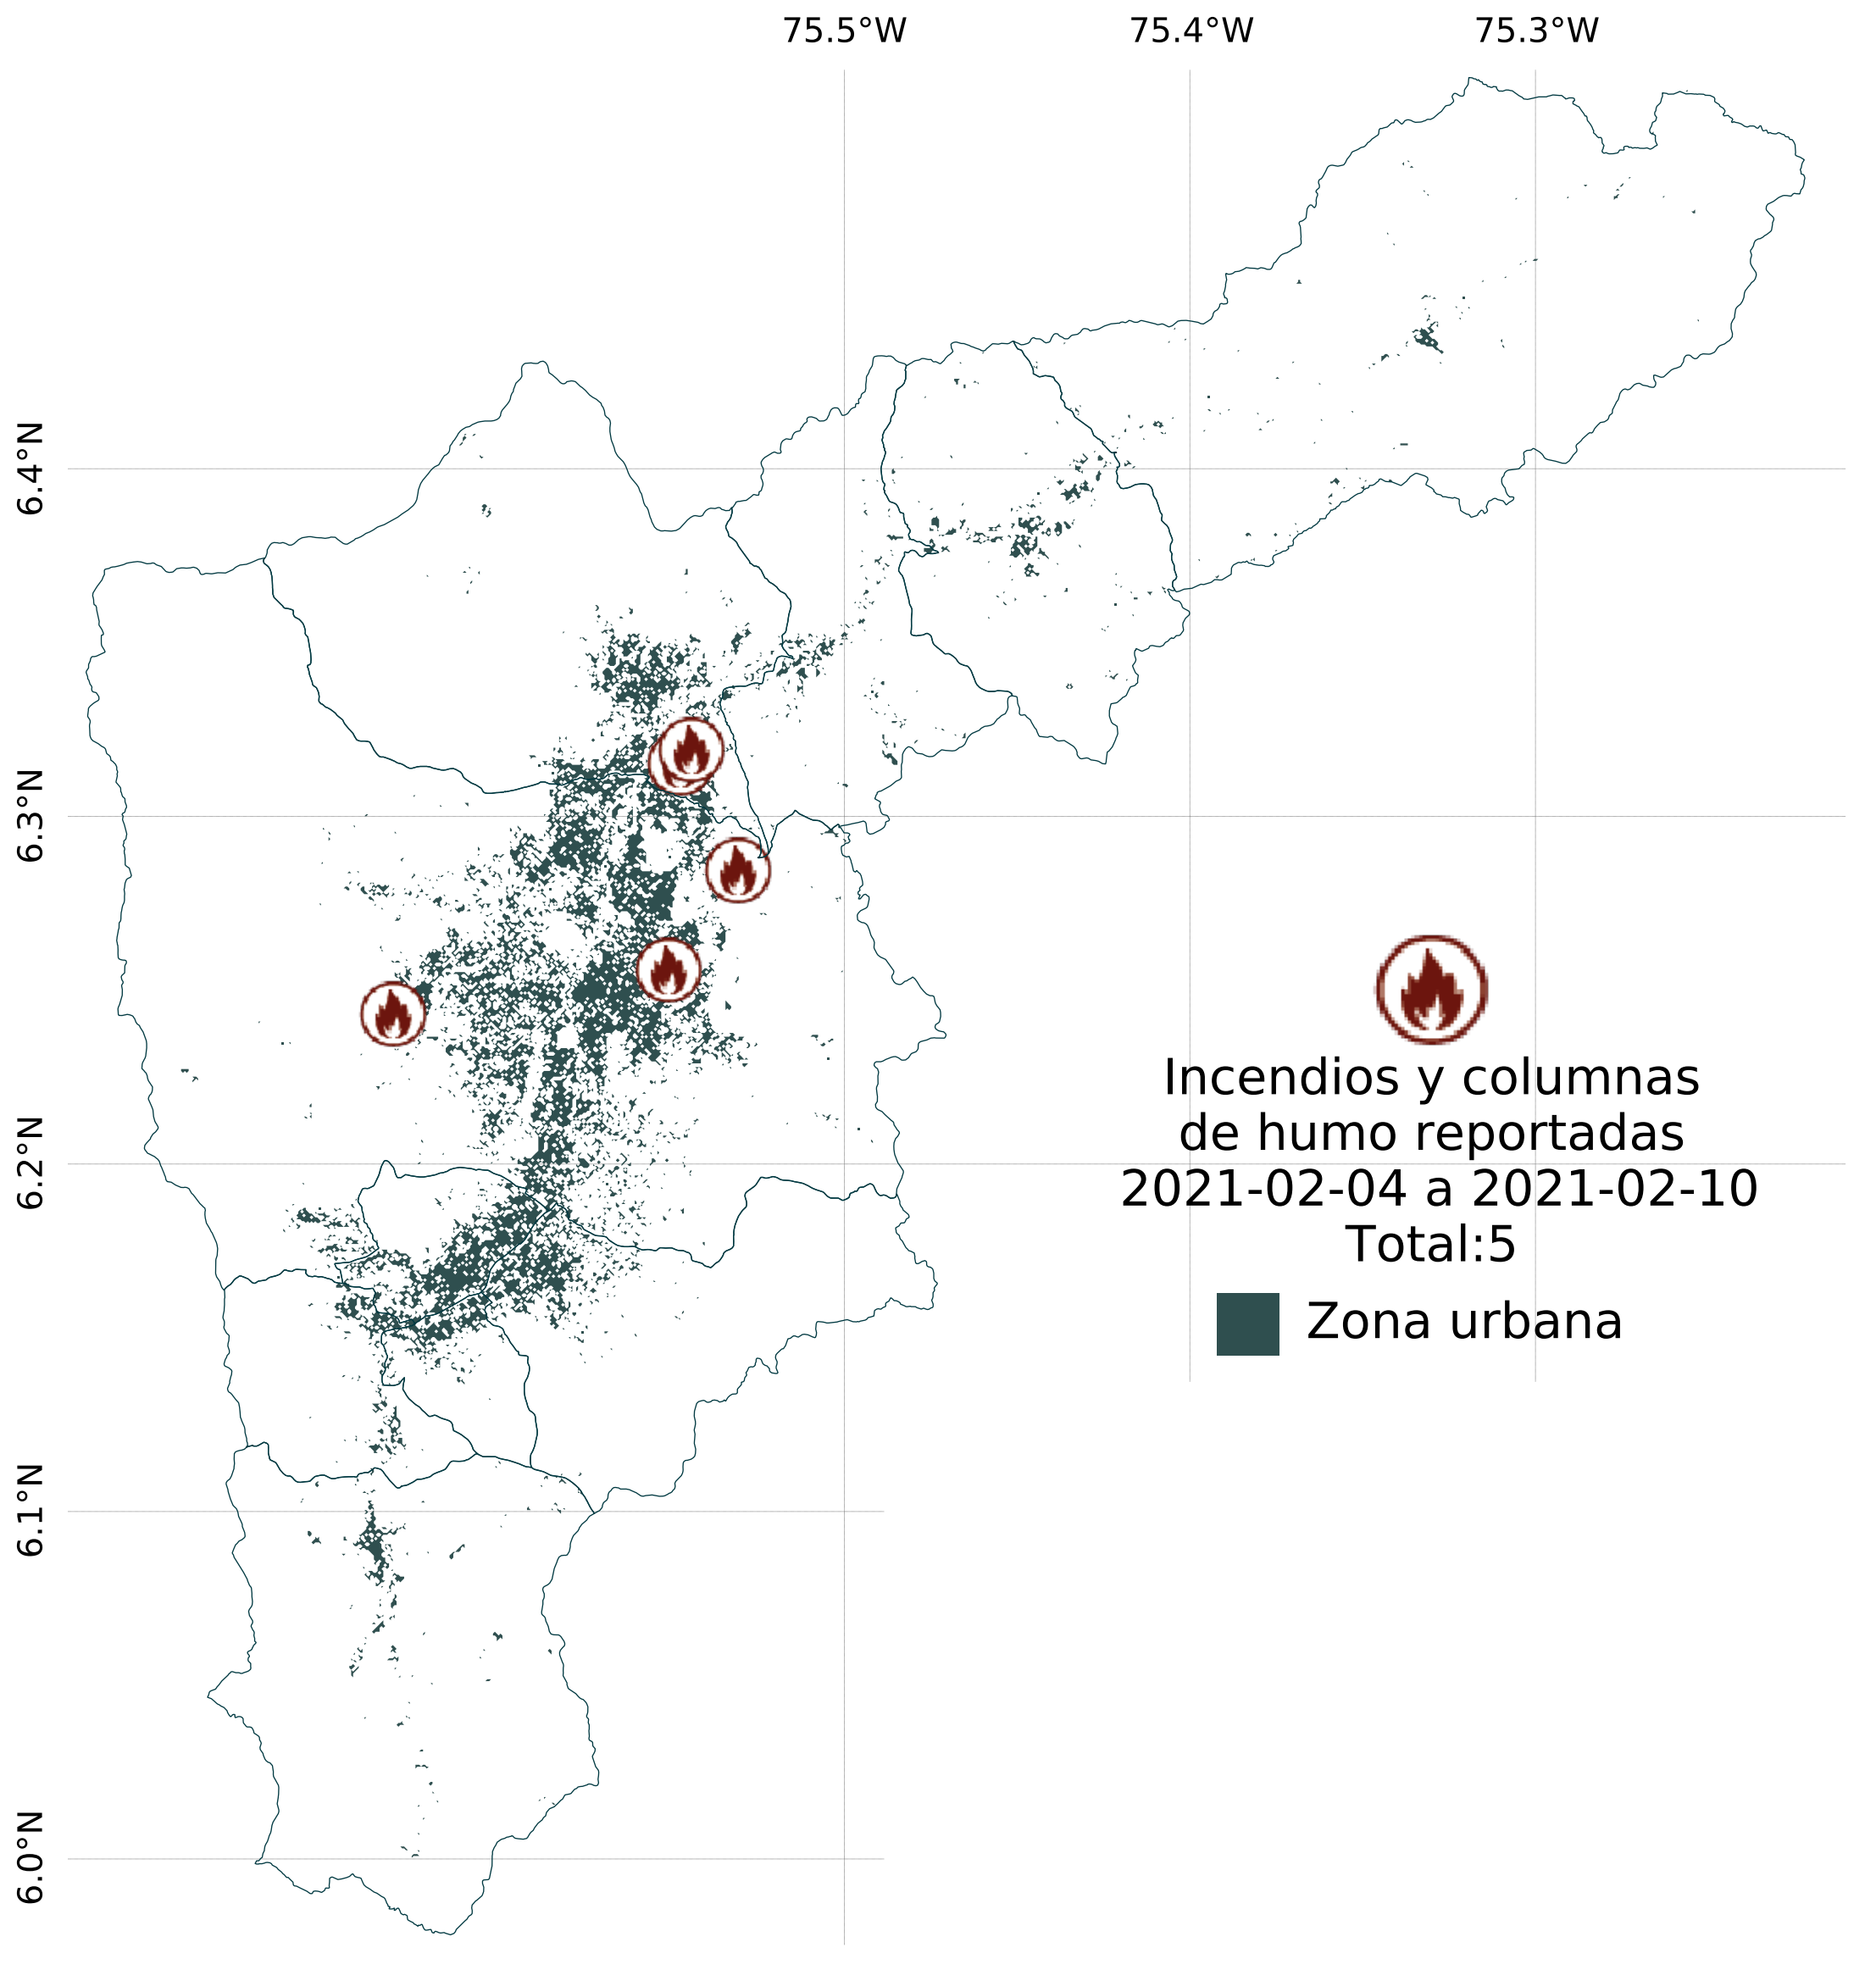 75.5°W 75.4°W 75.3°W
6.4°N
6.3°N
6.2°N
6.1°N
6.0°N
Incendios y columnas
de humo reportadas
2021-02-04 a 2021-02-10
Total:5
Zona urbana